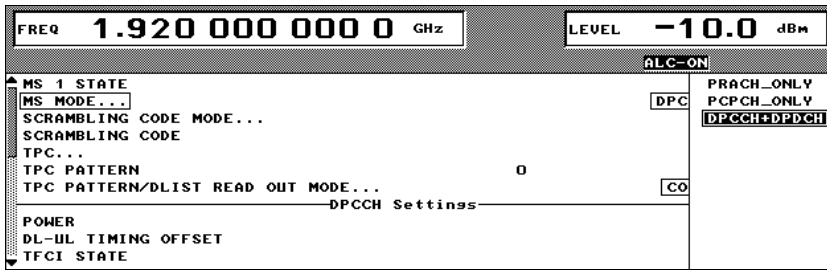 FREQ 1.920 000 000 0 GHz LEVEL -10.0 dBm
ALC-ON
MS 1 STATE
MS MODE... DPC
SCRAMBLING CODE MODE...
SCRAMBLING CODE
TPC...
TPC PATTERN 0
TPC PATTERN/DLIST READ OUT MODE... CO
DPCCH Settings
POWER
DL-UL TIMING OFFSET
TFCI STATE
PRACH_ONLY
PCPCH_ONLY
DPCCH+DPDCH